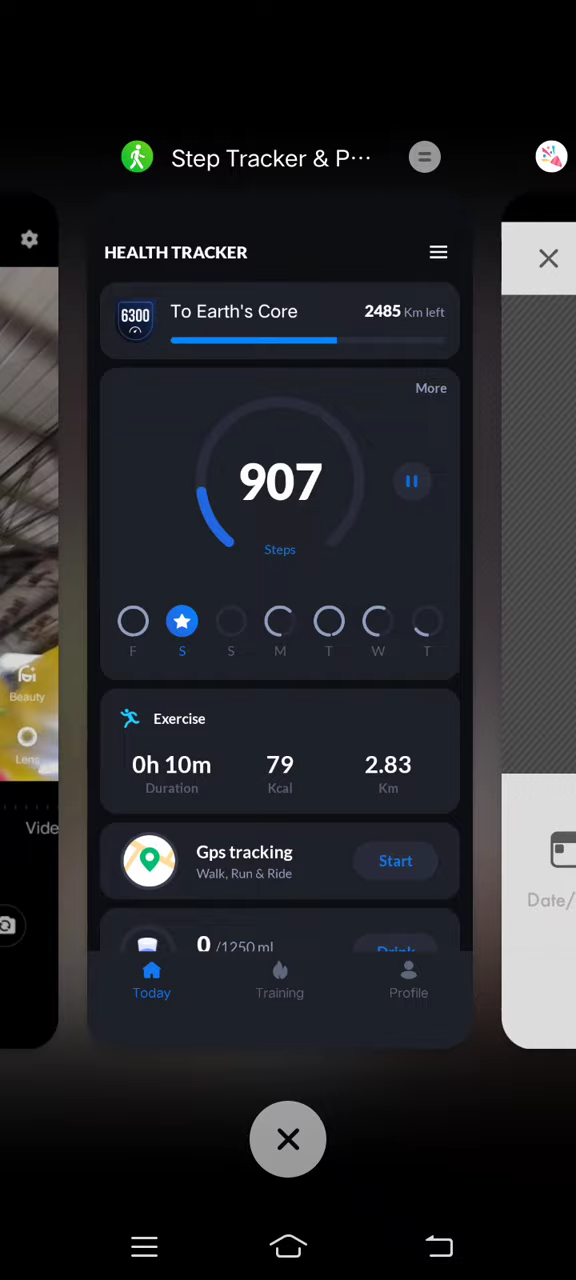 Step Tracker & P...
HEALTH TRACKER
6300
To Earth's Core
2485 Km left
More
907
Steps
F S S M T W T
Exercise
0h 10m 79 2.83
Duration Kcal Km
Gps tracking
Walk, Run & Ride
Start
0 /1250 ml
Drink
Today Training Profile
Beauty
Lens
Vide
Date/